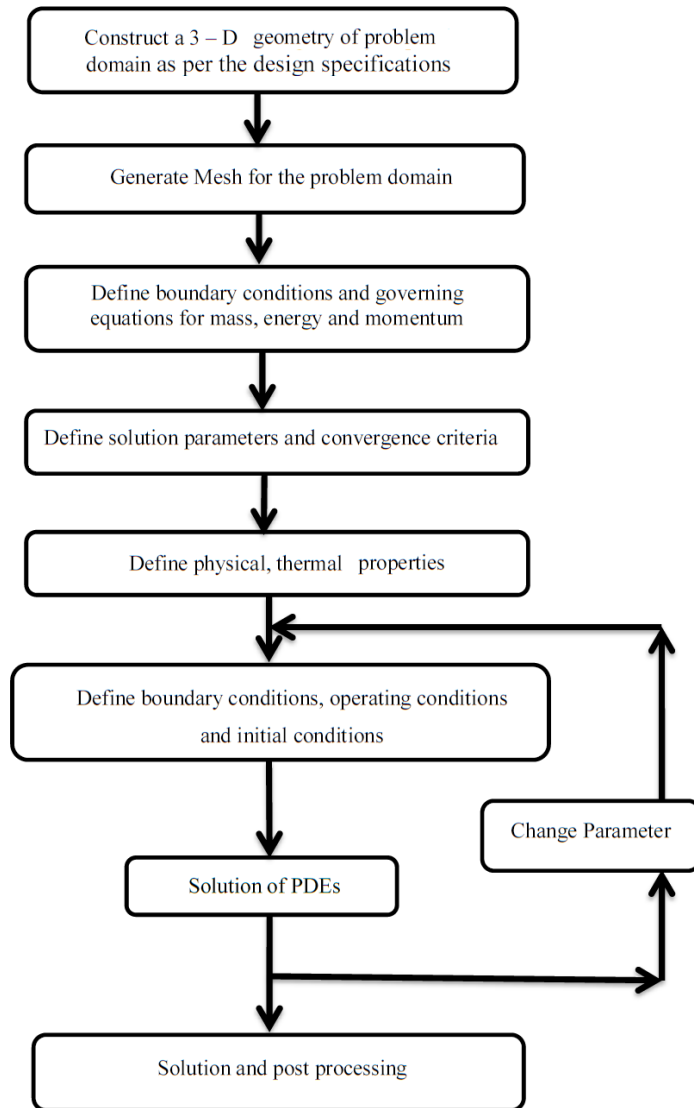 Construct a 3 – D geometry of problem
domain as per the design specifications
Generate Mesh for the problem domain
Define boundary conditions and governing
equations for mass, energy and momentum
Define solution parameters and convergence criteria
Define physical, thermal properties
Define boundary conditions, operating conditions
and initial conditions
Change Parameter
Solution of PDEs
Solution and post processing